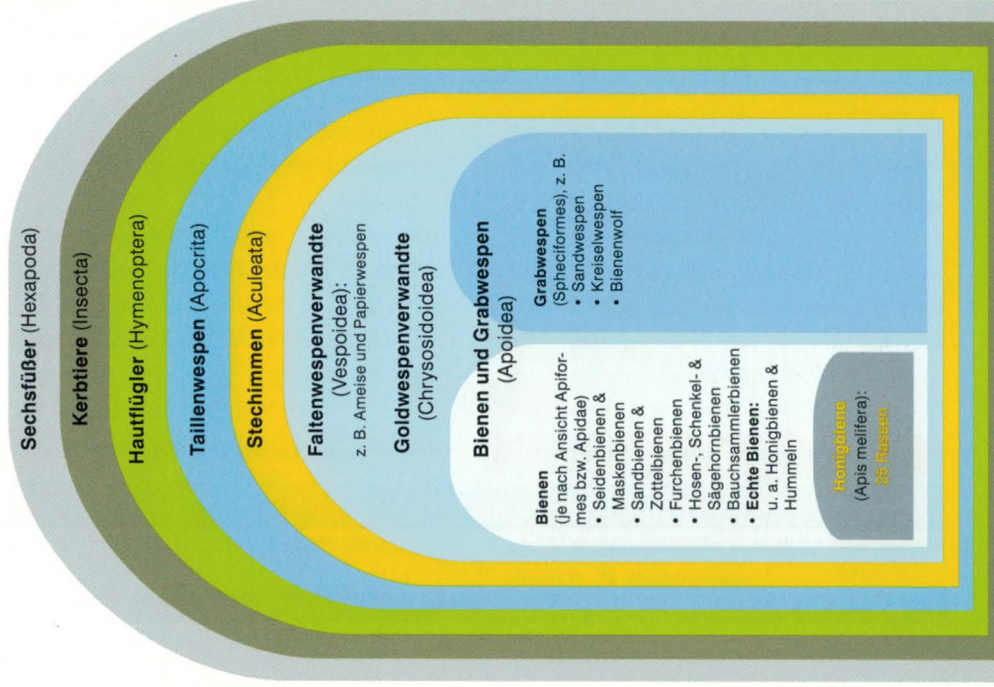 Sechsfüßer (Hexapoda)
Kerbtiere (Insecta)
Hautflügler (Hymenoptera)
Taillenwespen (Apocrita)
Stechimmen (Aculeata)
Faltenwespenverwandte
(Vespoidea):
z. B. Ameise und Papierwespen
Goldwespenverwandte
(Chrysosidoidea)
Bienen und Grabwespen
(Apoidea)
Bienen
(je nach Ansicht Apifor-
mes bzw. Apidae)
• Seidenbienen &
Maskenbienen
• Sandbienen &
Zottelbienen
• Furchenbienen
• Hosen-, Schenkel- &
Sägehornbienen
• Bauchsammlerbienen
• Echte Bienen:
u. a. Honigbienen &
Hummeln
Honigbiene
(Apis melifera):
25 Rassen
Grabwespen
(Spheciformes), z. B.
• Sandwespen
• Kreiselwespen
• Bienenwolf